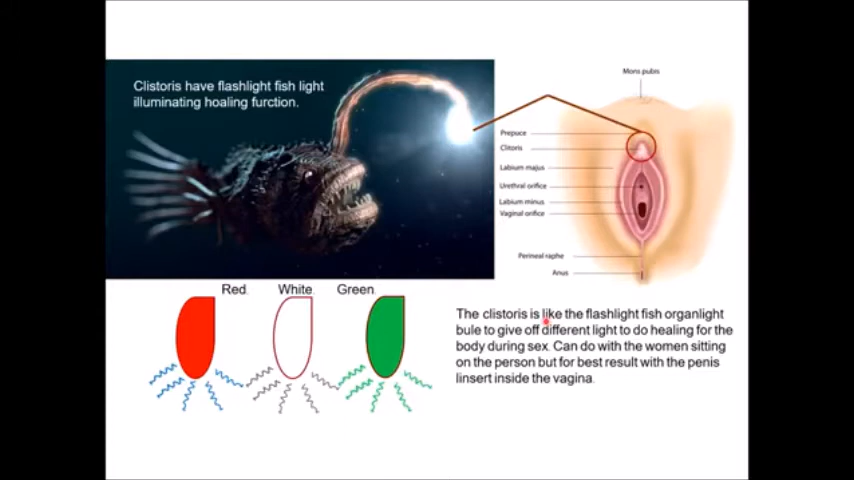 Clistoris have flashlight fish light
illuminating hoaling furction.
Mons pubis
Prepuce
Clitoris
Labium majus
Urethral orifice
Labium minus
Vaginal orifice
Perineal raphe
Anus
Red. White. Green.
The clistoris is like the flashlight fish organlight
bule to give off different light to do healing for the
body during sex. Can do with the women sitting
on the person but for best result with the penis
linsert inside the vagina.